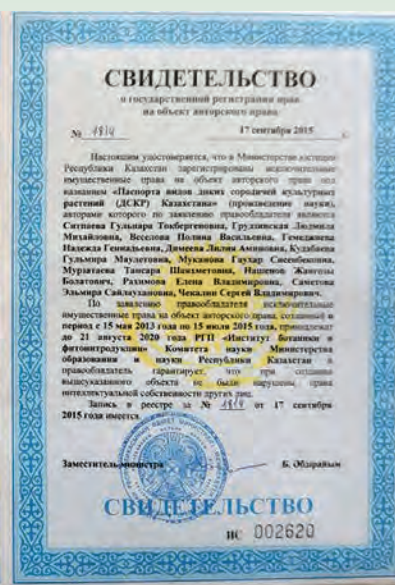 СВИДЕТЕЛЬСТВО
о государственной регистрации прав
на объект авторского права
№ 1814 17 сентября 2015 г.
Настоящим удостоверяется, что в Министерстве юстиции
Республики Казахстан зарегистрированы исключительные
имущественные права на объект авторского права под
названием «Паспорта видов диких сородичей культурных
растений (ДСКР) Казахстана» (произведение науки),
авторами которого по заявлению правообладателя являются
Ситпаева Гульнара Токбергеновна, Грудзинская Людмила
Михайловна, Веселова Полина Васильевна, Гемеджиева
Надежда Геннадьевна, Димеева Лилия Аминовна, Кудабаева
Гульмира Маулетовна, Муканова Гаухар Сисенбековна,
Мурзатаева Тансара Шаяхметовна, Нашенов Жангозы
Болатович, Рахимова Елена Владимировна, Саметова
Эльмира Сайлаухановна, Чекалин Сергей Владимирович.
По заявлению правообладателя исключительные
имущественные права на объект авторского права, созданный в
период с 15 мая 2013 года по 15 июля 2015 года, принадлежат
до 21 августа 2020 года РГП «Институт ботаники и
фитоинтродукции» Комитета науки Министерства
образования и науки Республики Казахстан и
правообладатель гарантирует, что при создании
вышеуказанного объекта не были нарушены права
интеллектуальной собственности других лиц.
Запись в реестре за № 1814 от 17 сентября
2015 года имеется.
Заместитель министра Б. Әбдірайым
СВИДЕТЕЛЬСТВО
ИС 002620